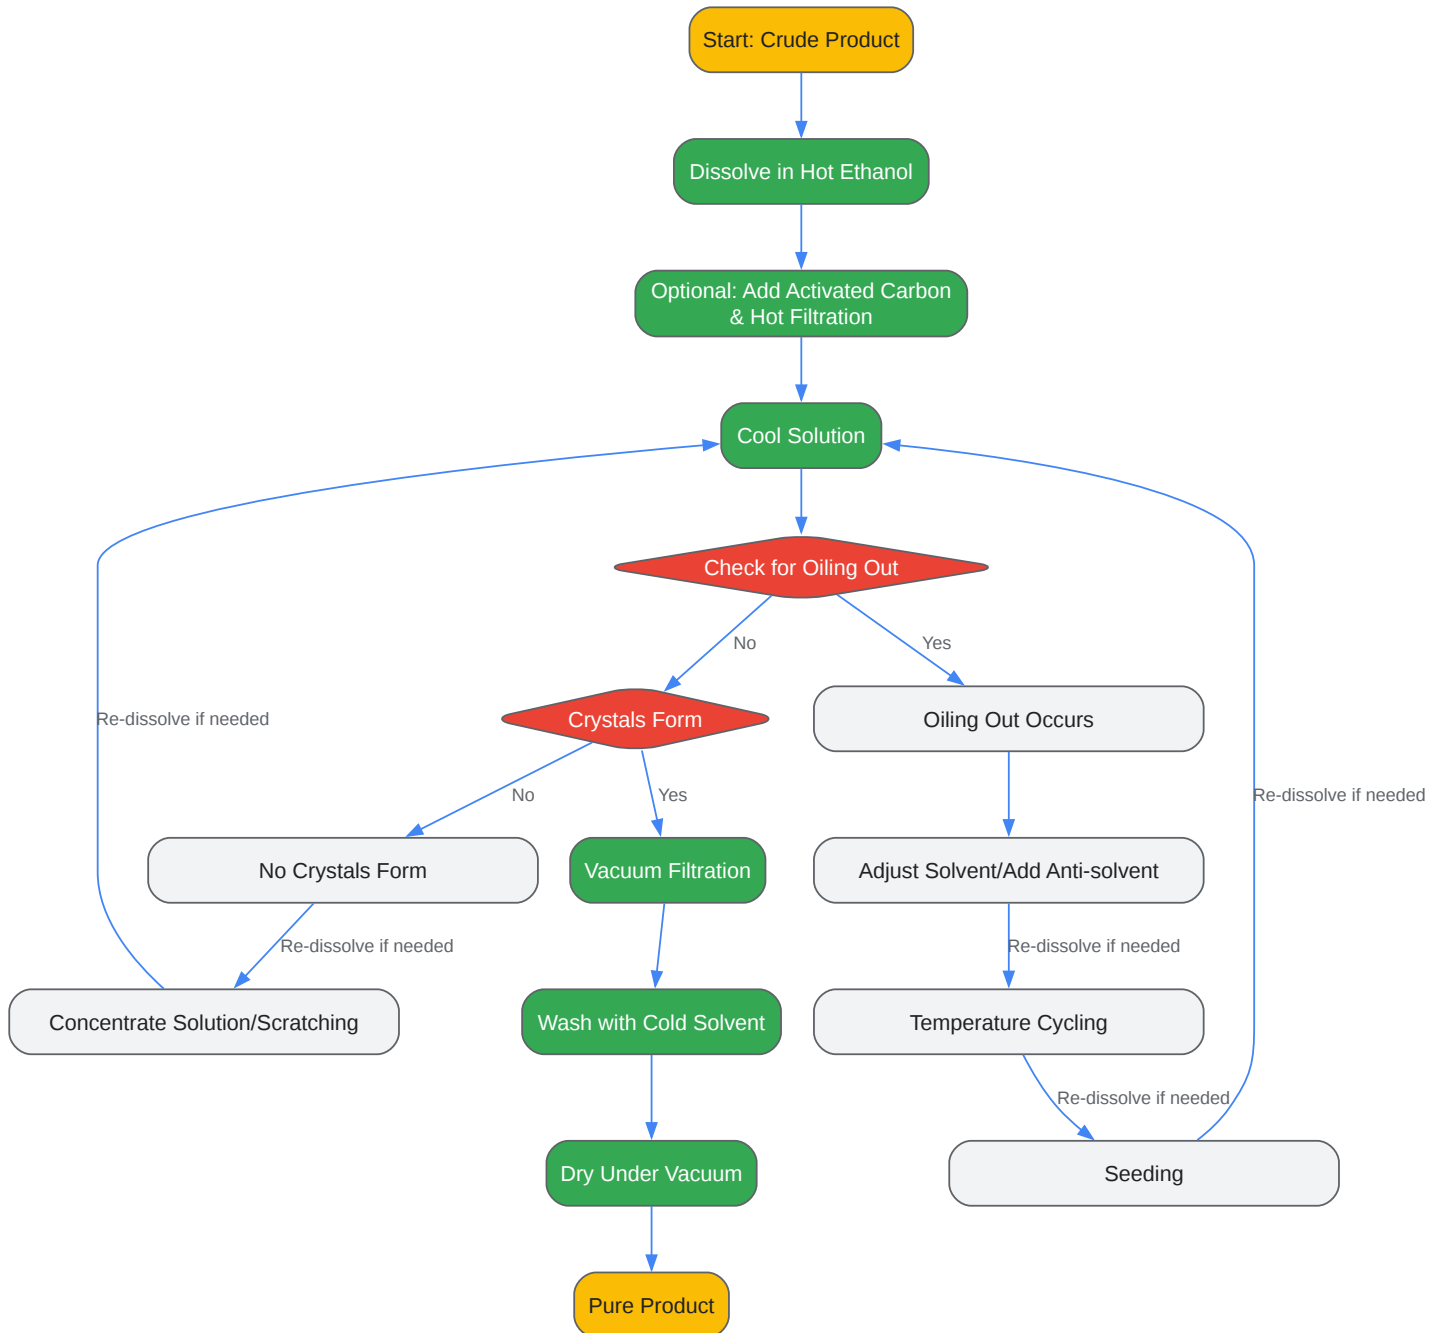 Start: Crude Product
Dissolve in Hot Ethanol
Optional: Add Activated Carbon
& Hot Filtration
Cool Solution
Check for Oiling Out
No
Yes
Crystals Form
Oiling Out Occurs
Re-dissolve if needed
No
Yes
Re-dissolve if needed
No Crystals Form
Vacuum Filtration
Adjust Solvent/Add Anti-solvent
Re-dissolve if needed
Re-dissolve if needed
Concentrate Solution/Scratching
Wash with Cold Solvent
Temperature Cycling
Re-dissolve if needed
Dry Under Vacuum
Seeding
Pure Product